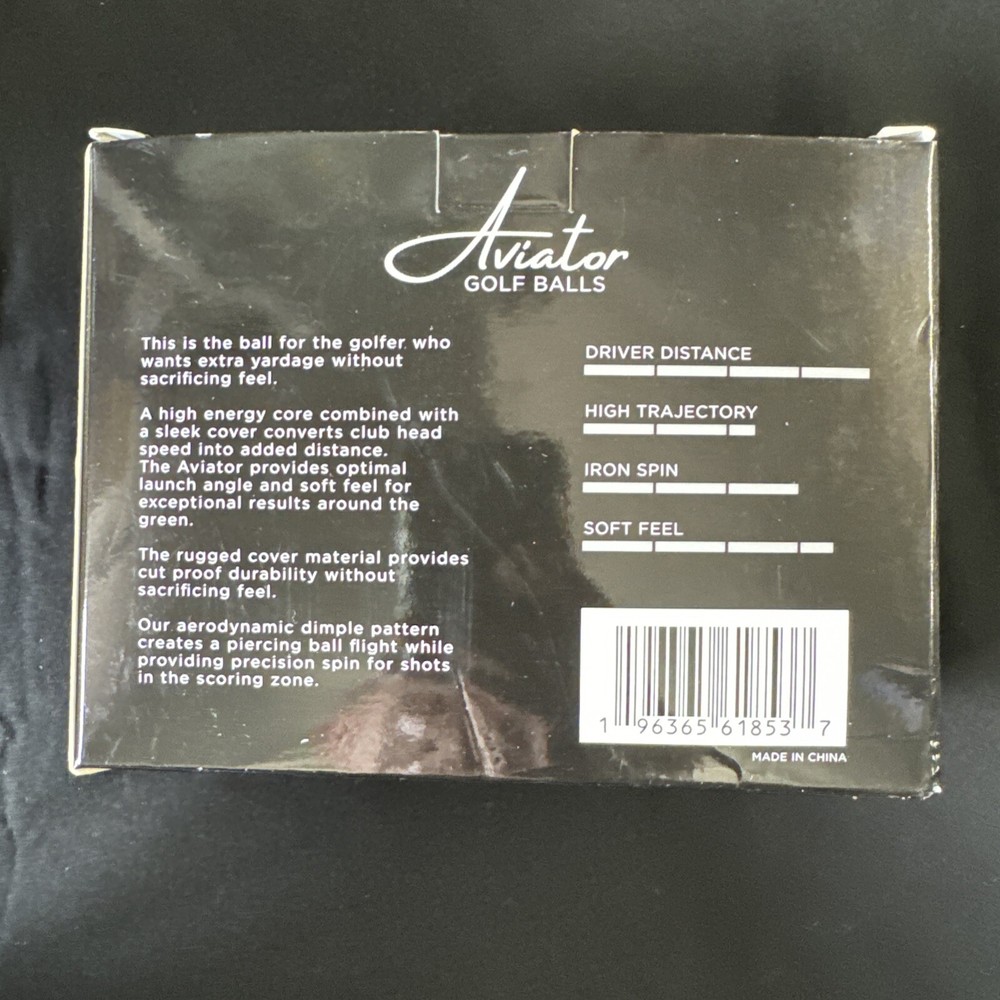 Aviator
GOLF BALLS
This is the ball for the golfer who
wants extra yardage without
sacrificing feel.
A high energy core combined with
a sleek cover converts club head
speed into added distance.
The Aviator provides optimal
launch angle and soft feel for
exceptional results around the
green.
The rugged cover material provides
cut proof durability without
sacrificing feel.
Our aerodynamic dimple pattern
creates a piercing ball flight while
providing precision spin for shots
in the scoring zone.
DRIVER DISTANCE
HIGH TRAJECTORY
IRON SPIN
SOFT FEEL
1 96365 61853 7
MADE IN CHINA